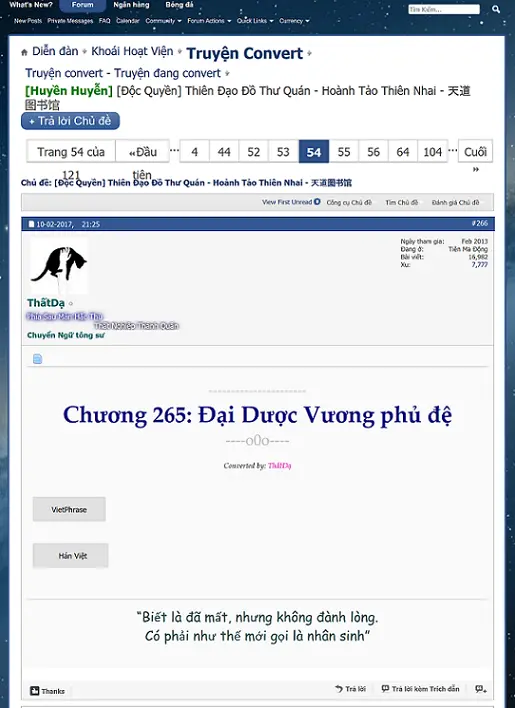 What's New? Forum Ngân hàng Bóng đá Tìm Kiếm...
New Posts Private Messages FAQ Calendar Community Forum Actions Quick Links Currency
Diễn đàn Khoái Hoạt Viện Truyện Convert
Truyện convert - Truyện đang convert
[Huyền Huyễn] [Độc Quyền] Thiên Đạo Đồ Thư Quán - Hoành Tảo Thiên Nhai - 天道
图书馆
+ Trả lời Chủ đề
Trang 54 của 121 «Đầu tiên ... 4 44 52 53 54 55 56 64 104 ... Cuối »
Chủ đề: [Độc Quyền] Thiên Đạo Đồ Thư Quán - Hoành Tảo Thiên Nhai - 天道图书馆
View First Unread Công cụ Chủ đề Tìm Chủ đề Đánh giá Chủ đề
10-02-2017, 21:25 #266
Ngày tham gia: Feb 2013
Đang ở: Tiên Ma Động
Bài viết: 16,982
Xu: 7,777
ThấtDạ
Phía Sau Màn Hắc Thủ
Thất Nghiệp Thánh Quân
Chuyển Ngữ tông sư
----------------------
Chương 265: Đại Dược Vương phủ đệ
----o0o----
Converted by: ThấtDạ
VietPhrase
Hán Việt
“Biết là đã mất, nhưng không đành lòng.
Có phải như thế mới gọi là nhân sinh”
Thanks Trả lời Trả lời kèm Trích dẫn